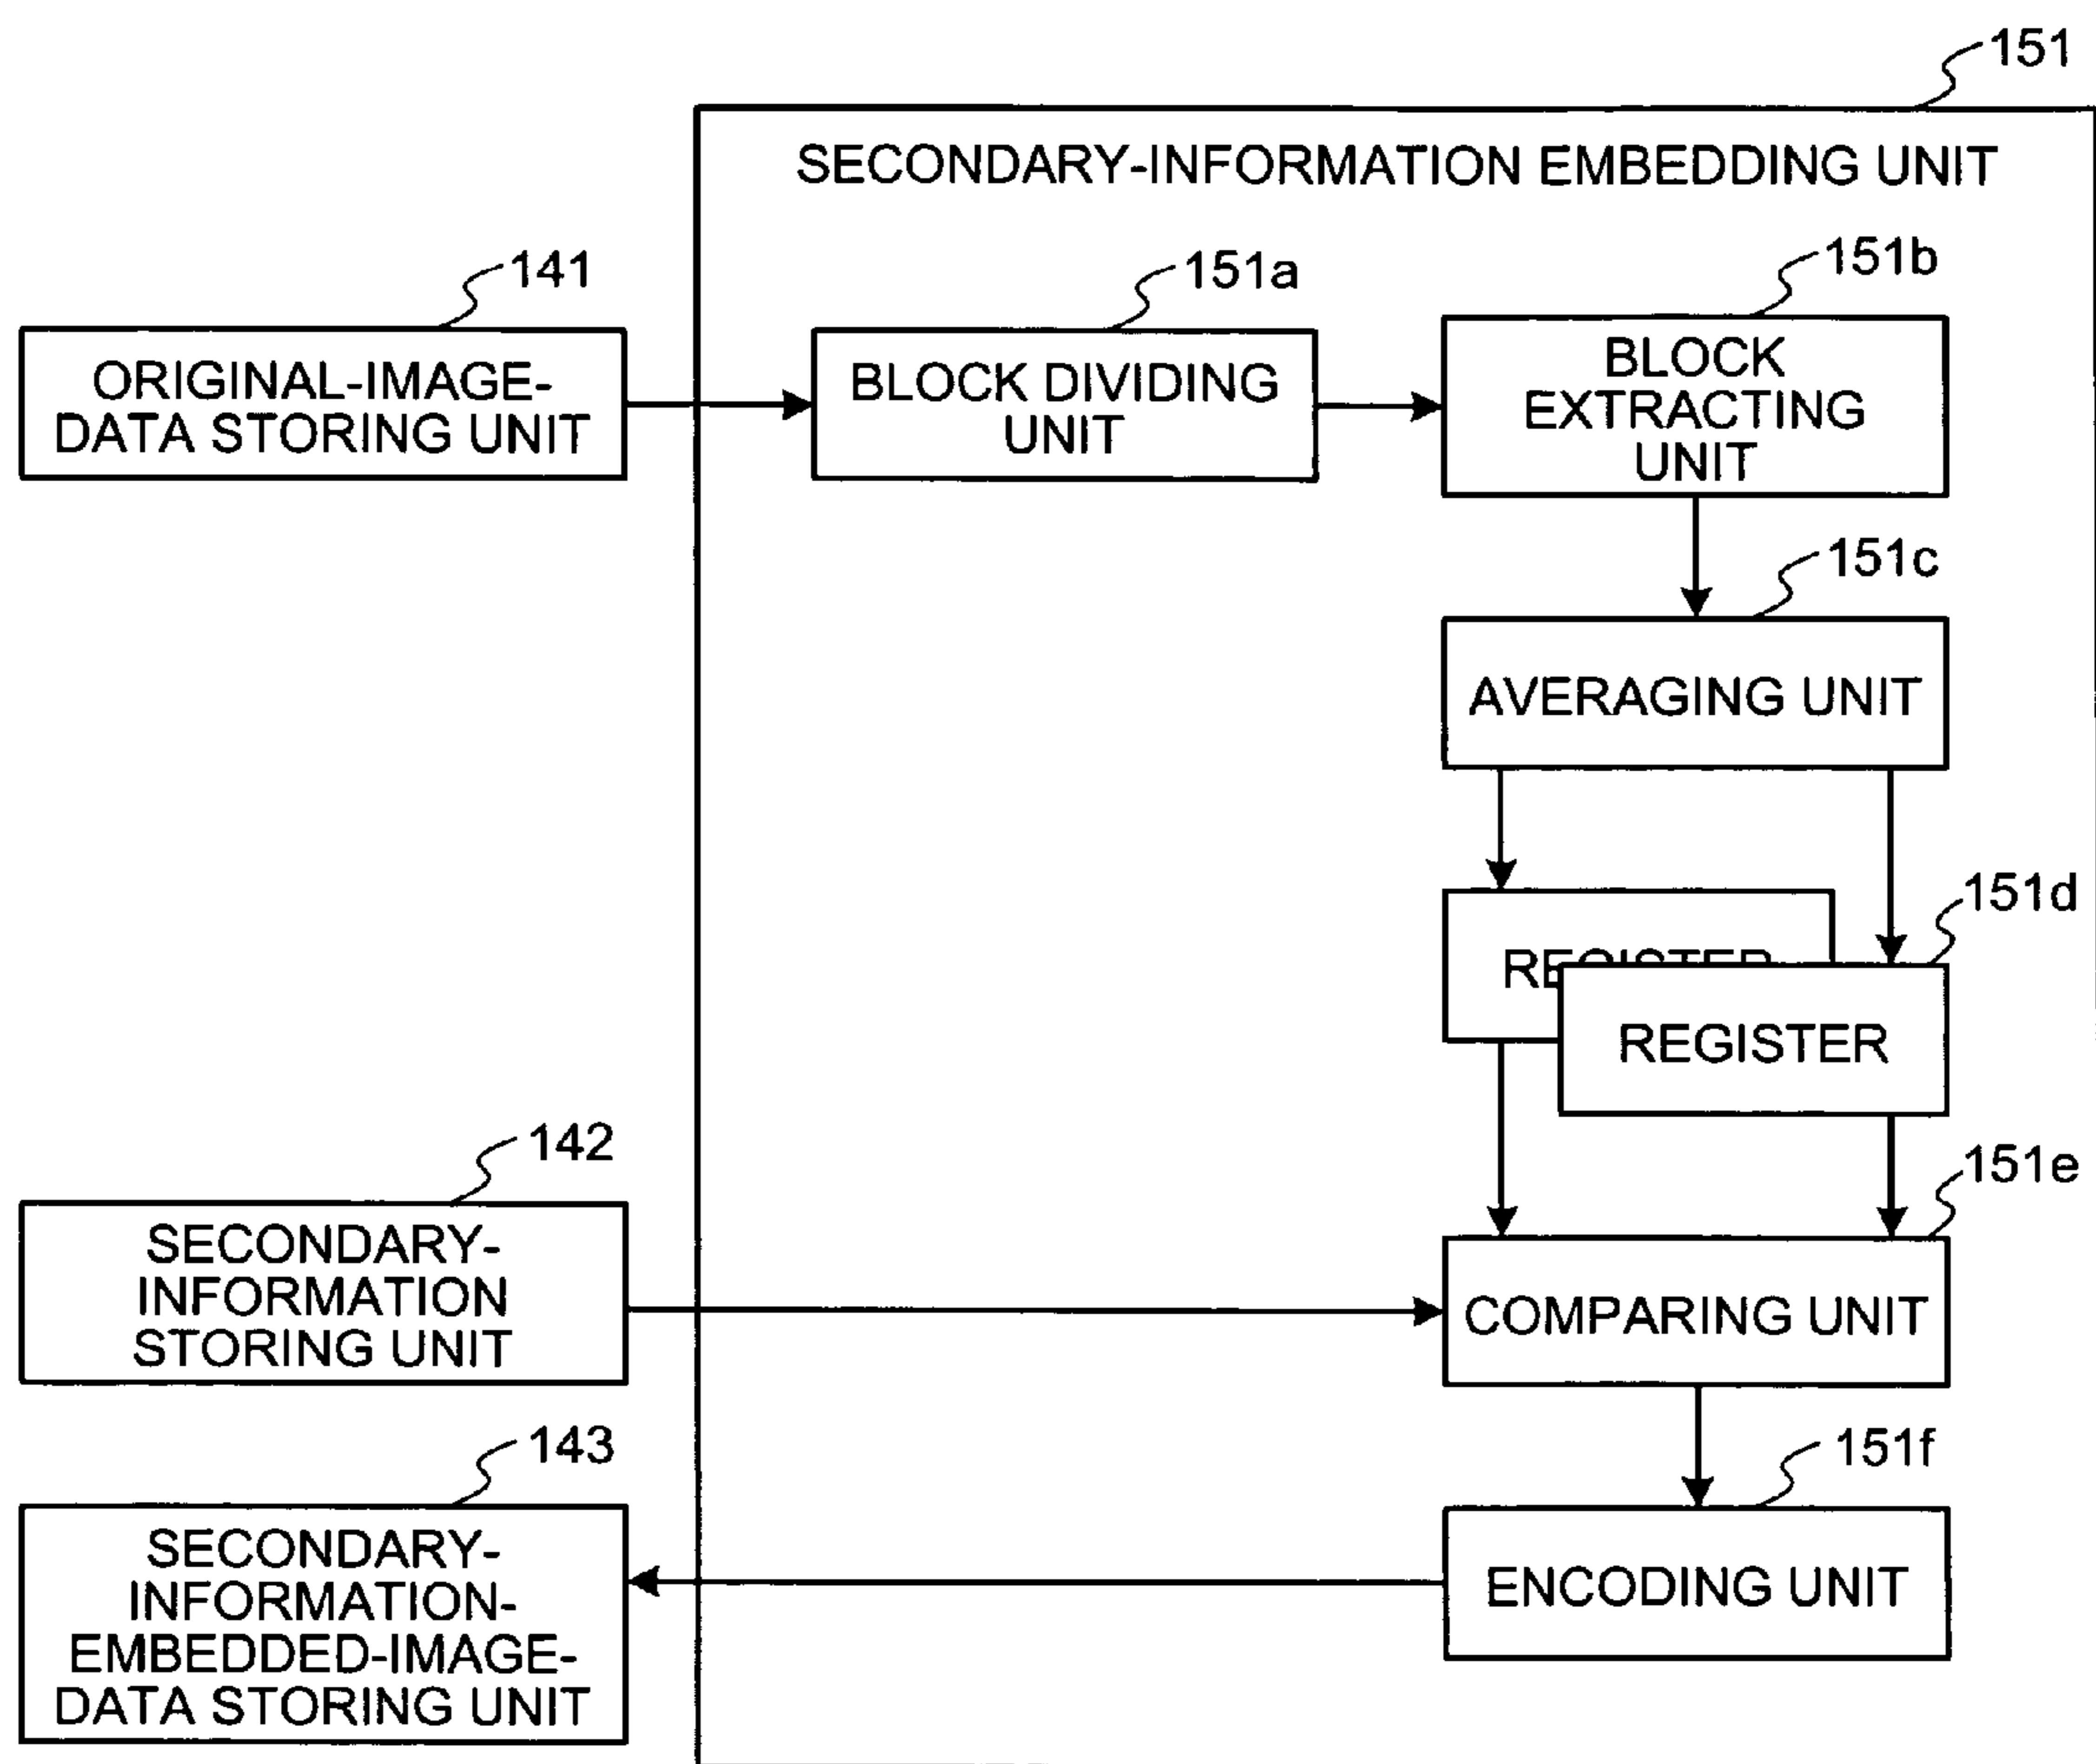 151
SECONDARY-INFORMATION EMBEDDING UNIT
141
151a
151b
ORIGINAL-IMAGE-
DATA STORING UNIT
BLOCK DIVIDING
UNIT
BLOCK
EXTRACTING
UNIT
151c
AVERAGING UNIT
151d
REGISTER
REGISTER
142
151e
SECONDARY-
INFORMATION
STORING UNIT
COMPARING UNIT
143
151f
SECONDARY-
INFORMATION-
EMBEDDED-IMAGE-
DATA STORING UNIT
ENCODING UNIT